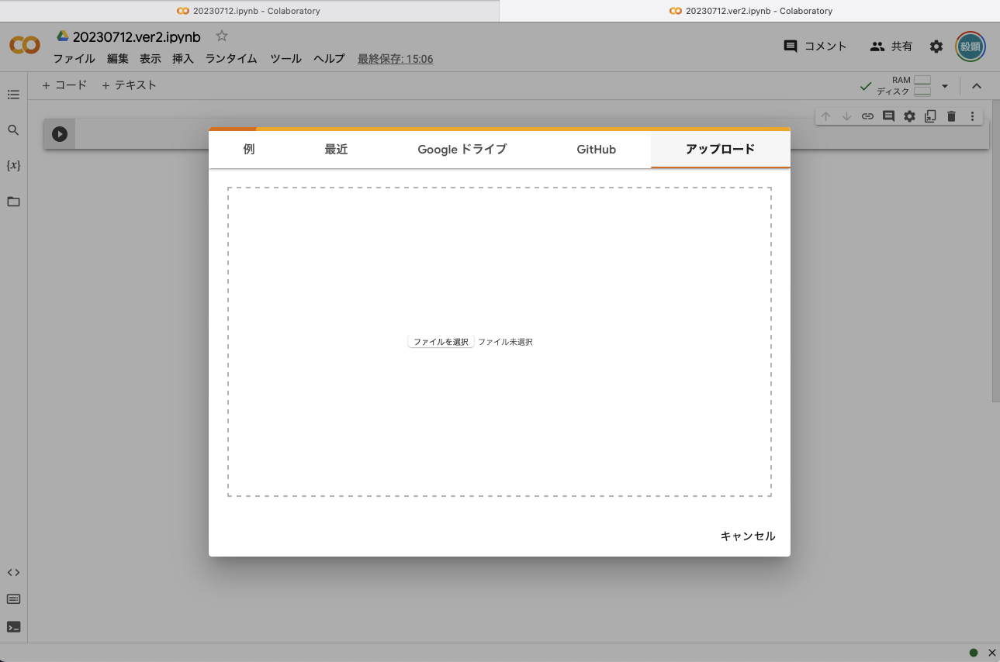 20230712.ipynb - Colaboratory
20230712.ver2.ipynb - Colaboratory
20230712.ver2.ipynb
ファイル 編集 表示 挿入 ランタイム ツール ヘルプ 最終保存: 15:06
コメント 共有 毅顕
+ コード + テキスト
RAM
ディスク
{x}
例 最近 Google ドライブ GitHub アップロード
ファイルを選択 ファイル未選択
キャンセル